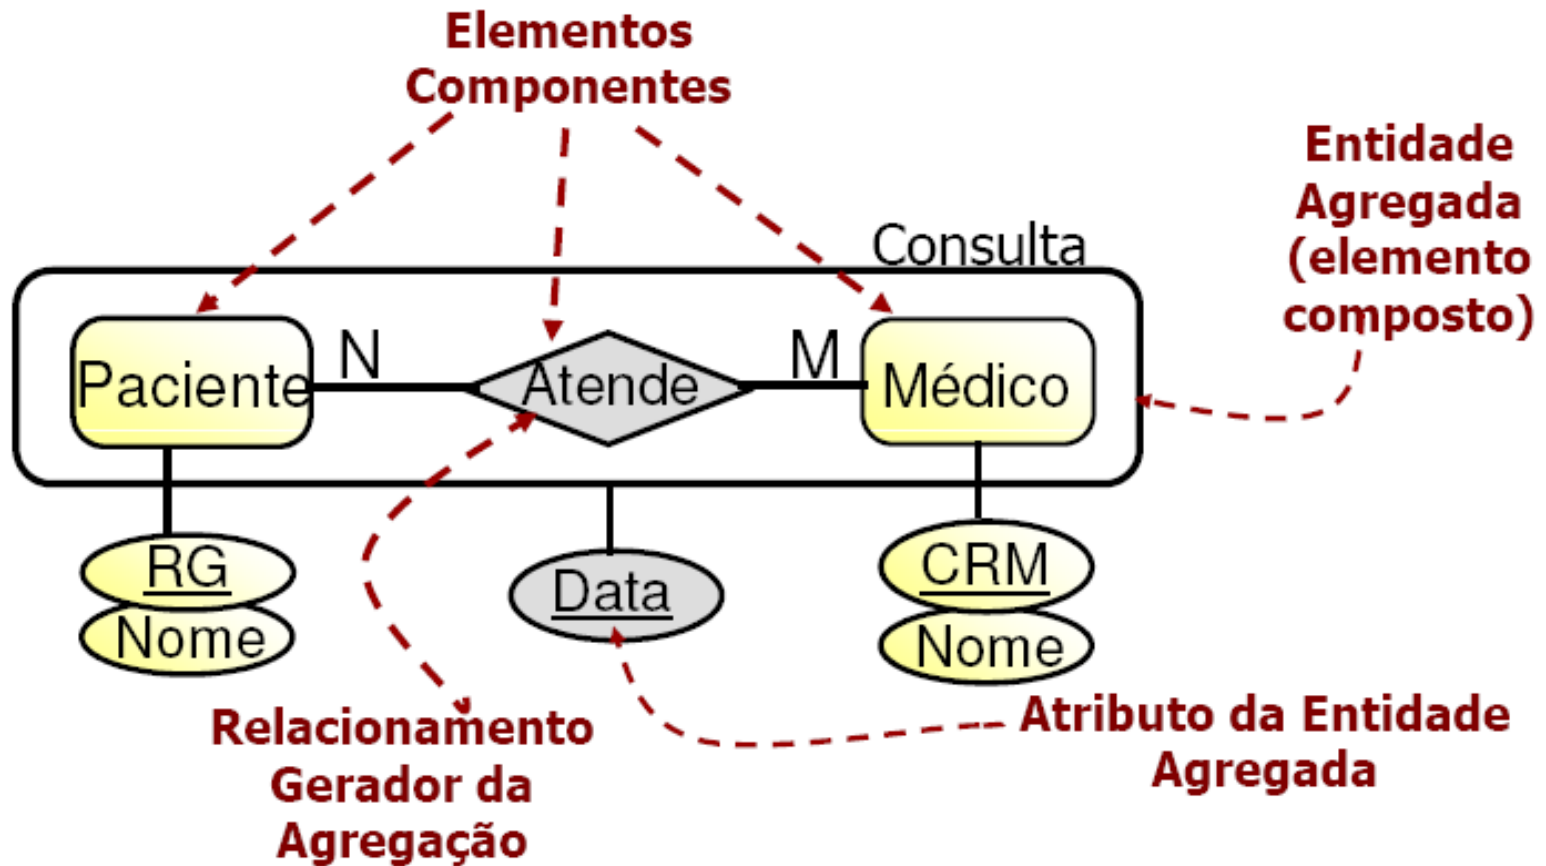 Elementos
Componentes
Entidade
Agregada
(elemento
composto)
Consulta
Paciente
N
Atende
M
Médico
RG
Nome
Data
CRM
Nome
Relacionamento
Gerador da
Agregação
Atributo da Entidade
Agregada